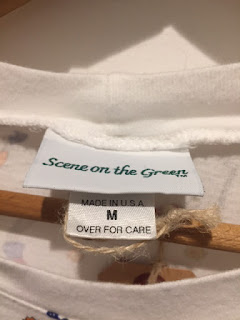 Scene on the Green
MADE IN U.S.A.
M
OVER FOR CARE